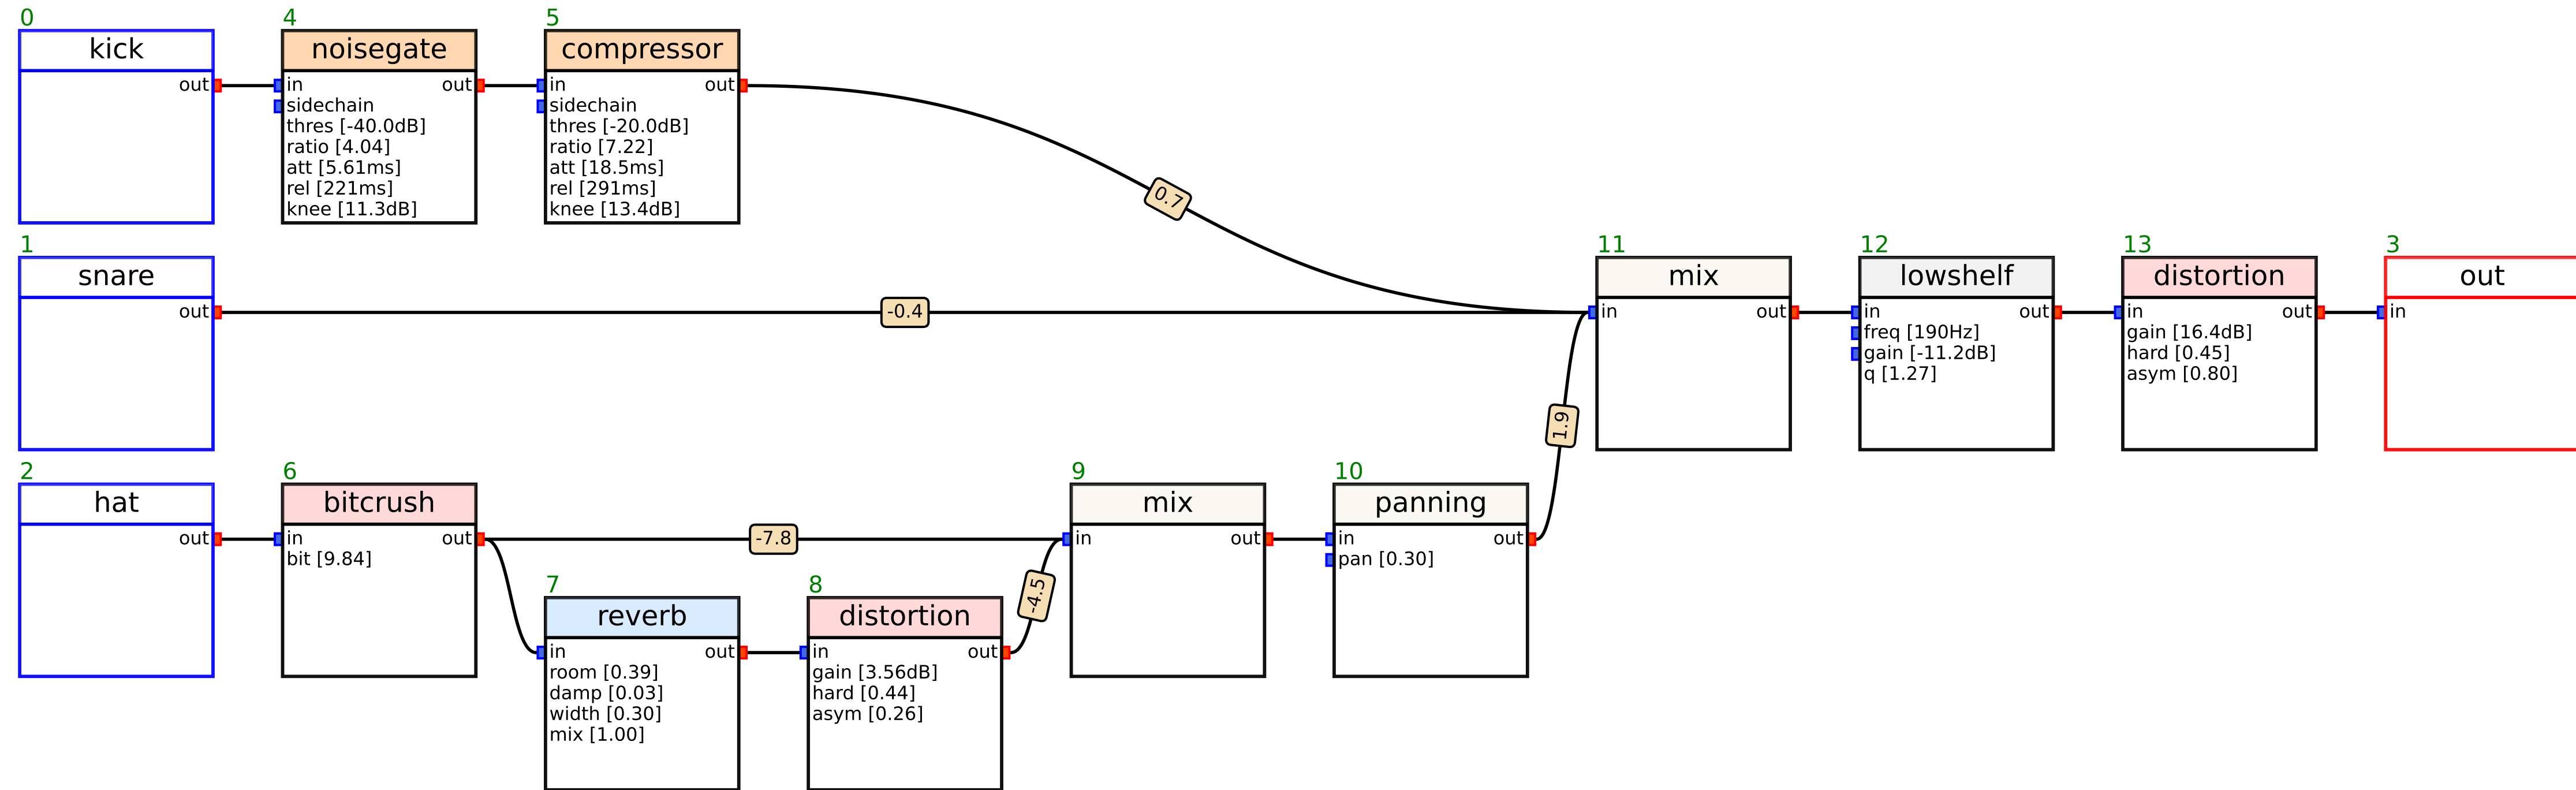 0
kick
out
4
noisegate
in out
sidechain
thres [-40.0dB]
ratio [4.04]
att [5.61ms]
rel [221ms]
knee [11.3dB]
5
compressor
in out
sidechain
thres [-20.0dB]
ratio [7.22]
att [18.5ms]
rel [291ms]
knee [13.4dB]
0.7
1
snare
out
-0.4
11
mix
in out
12
lowshelf
in out
freq [190Hz]
gain [-11.2dB]
q [1.27]
13
distortion
in out
gain [16.4dB]
hard [0.45]
asym [0.80]
3
out
in
1.9
2
hat
out
6
bitcrush
in out
bit [9.84]
-7.8
7
reverb
in out
room [0.39]
damp [0.03]
width [0.30]
mix [1.00]
8
distortion
in out
gain [3.56dB]
hard [0.44]
asym [0.26]
-4.5
9
mix
in out
10
panning
in out
pan [0.30]